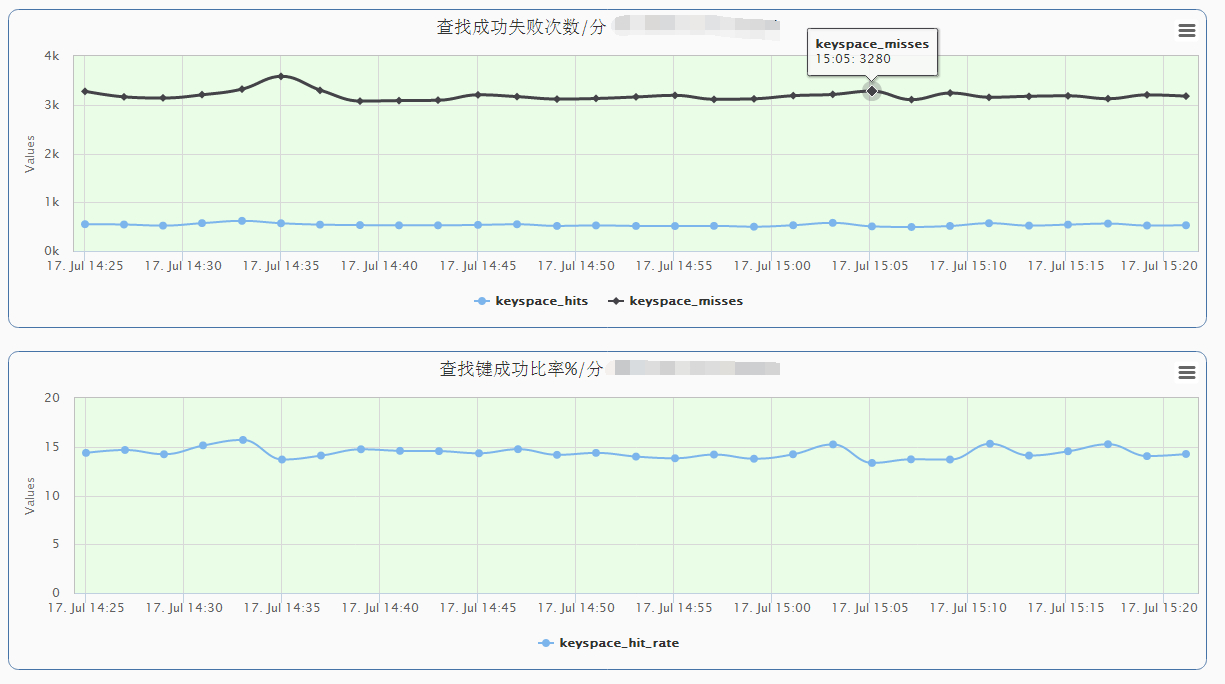 查找成功失败次数/分
keyspace_misses
15:05: 3280
4k
3k
2k
1k
0k
Values
17. Jul 14:25 17. Jul 14:30 17. Jul 14:35 17. Jul 14:40 17. Jul 14:45 17. Jul 14:50 17. Jul 14:55 17. Jul 15:00 17. Jul 15:05 17. Jul 15:10 17. Jul 15:15 17. Jul 15:20
keyspace_hits keyspace_misses
查找键成功比率%/分
20
15
10
5
0
Values
17. Jul 14:25 17. Jul 14:30 17. Jul 14:35 17. Jul 14:40 17. Jul 14:45 17. Jul 14:50 17. Jul 14:55 17. Jul 15:00 17. Jul 15:05 17. Jul 15:10 17. Jul 15:15 17. Jul 15:20
keyspace_hit_rate